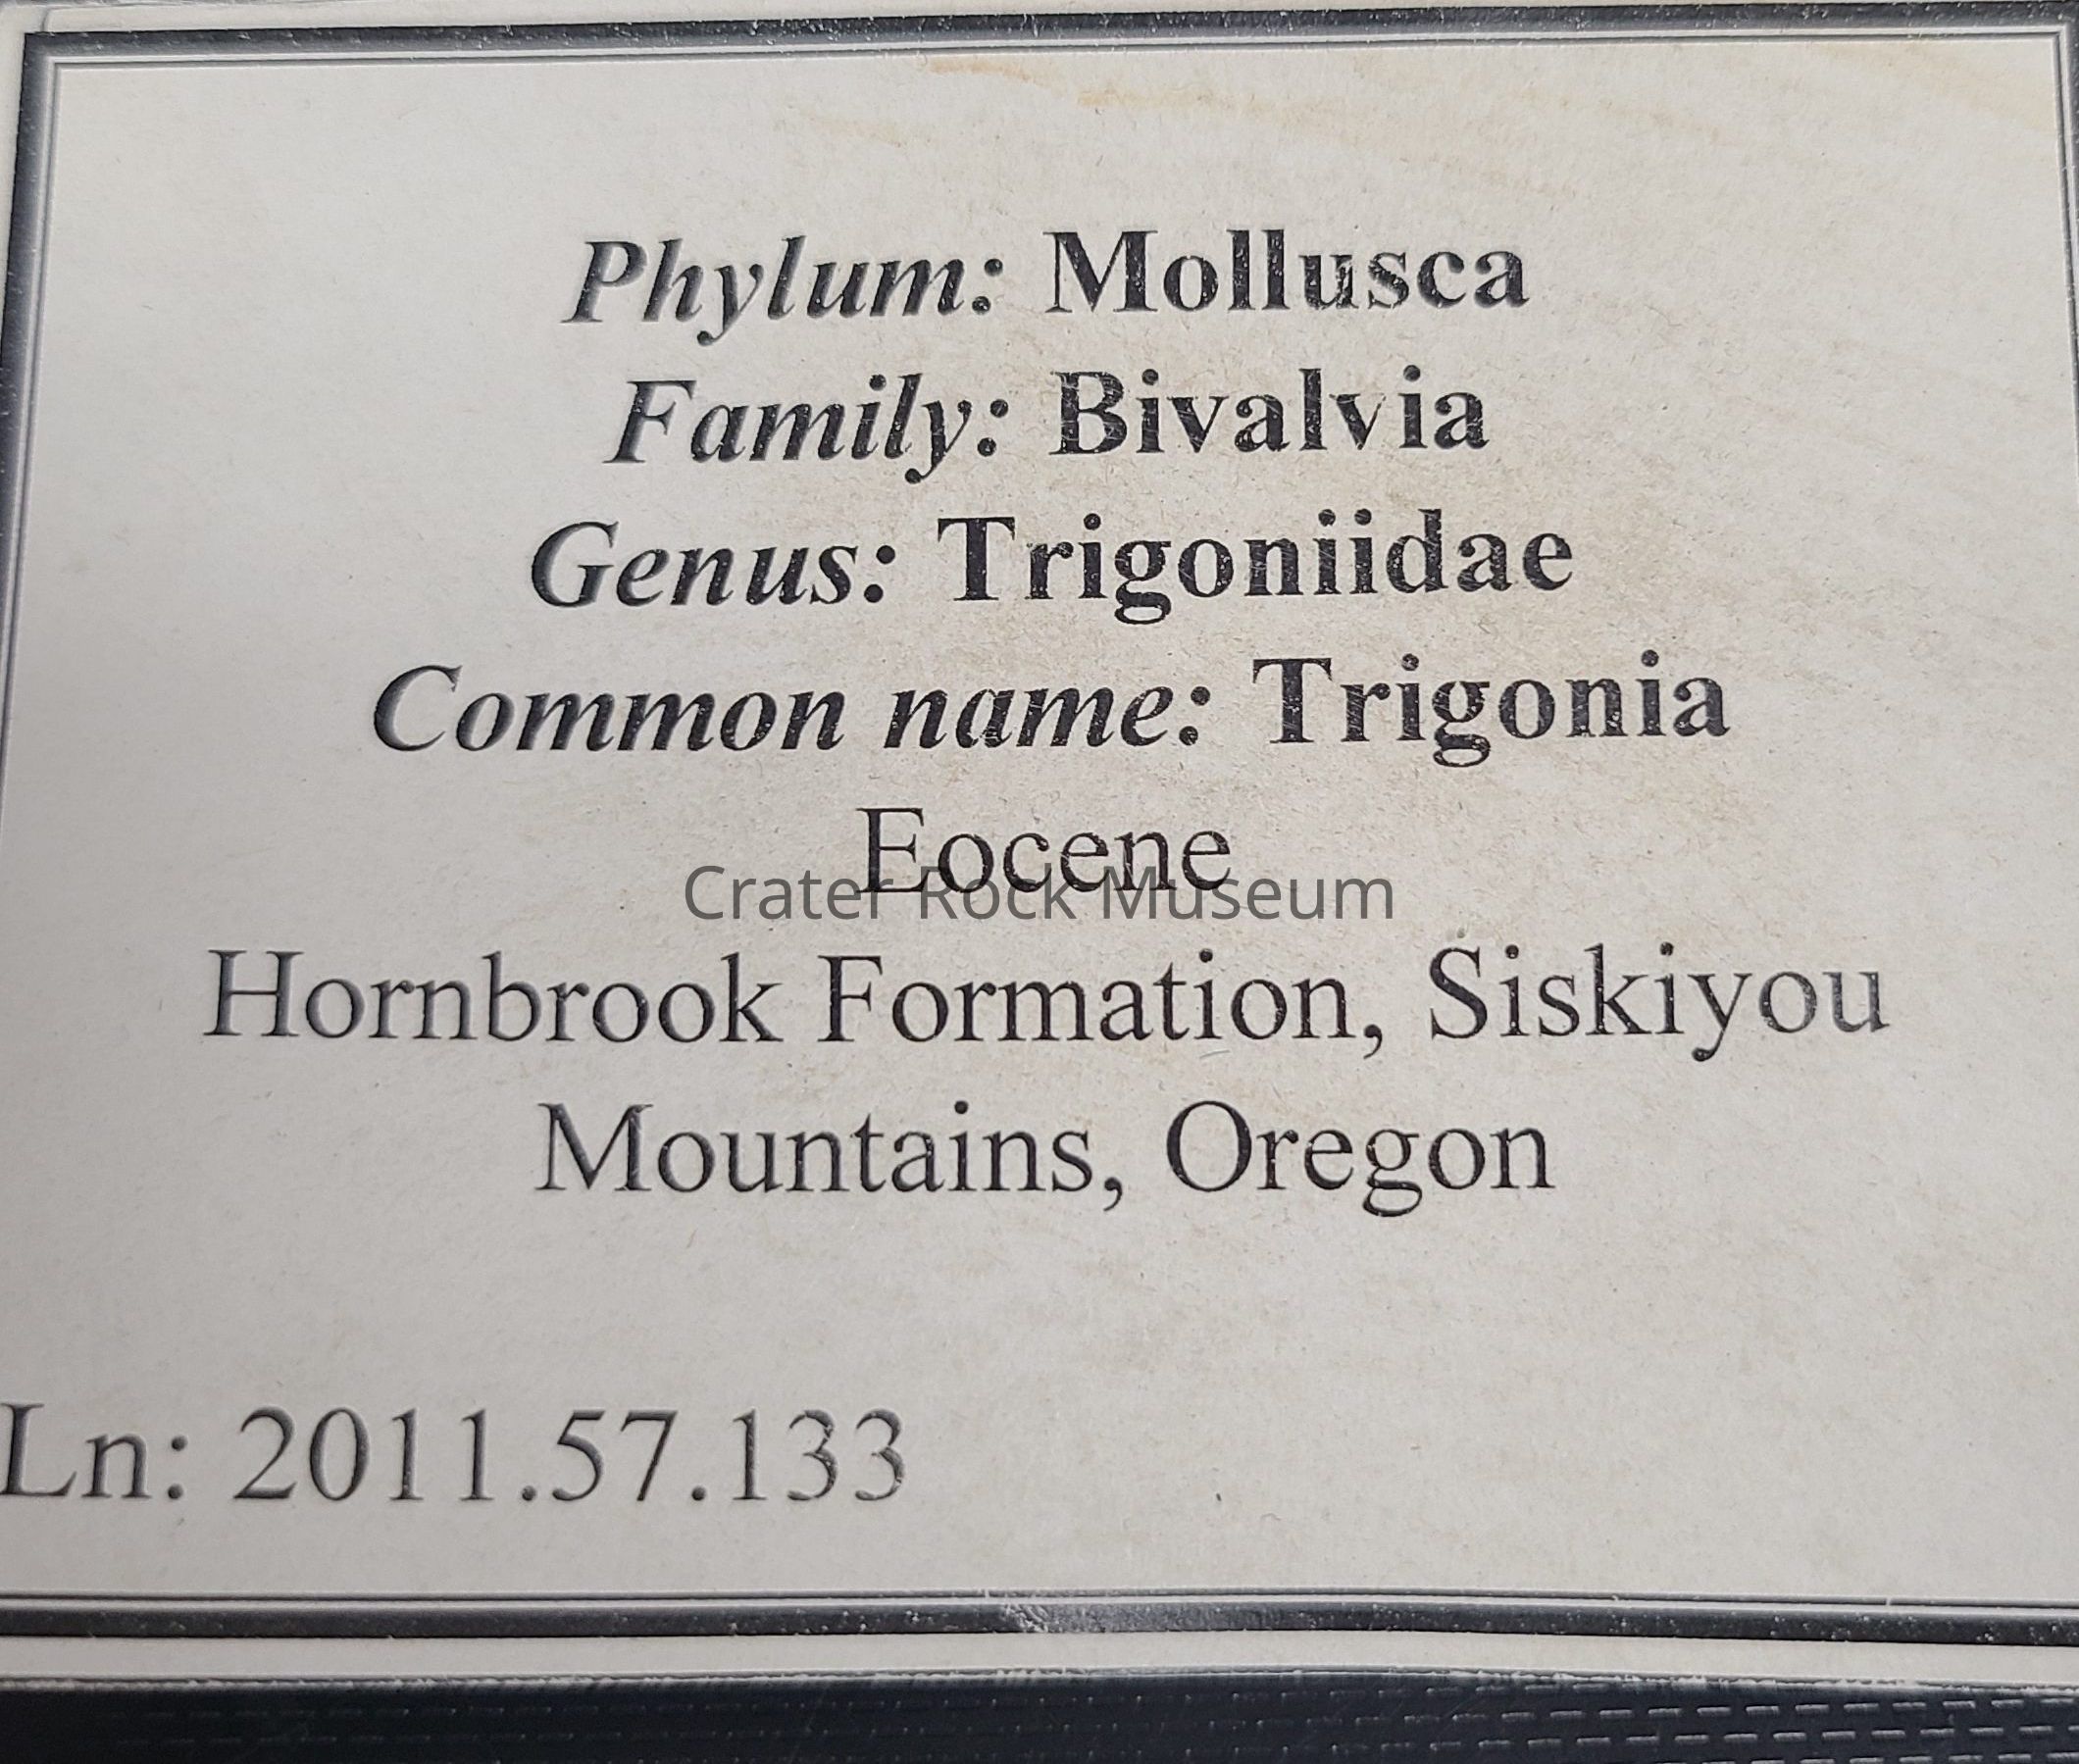 Phylum: Mollusca
Family: Bivalvia
Genus: Trigoniidae
Common name: Trigonia
Eocene
Crater Rock Museum
Hornbrook Formation, Siskiyou
Mountains, Oregon
Ln: 2011.57.133